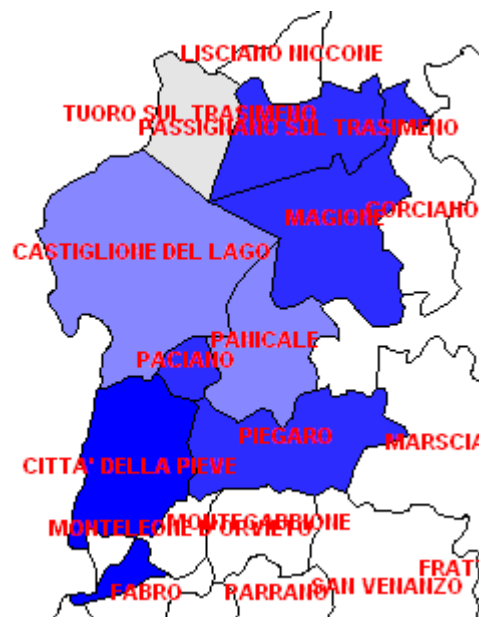 LISCIANO NICCONE
TUORO SUL TRASIMENO
PASSIGNANO SUL TRASIMENO
MAGIONE
CORCIANO
CASTIGLIONE DEL LAGO
PANICALE
PACIANO
PIEGARO
MARSCIA
CITTA' DELLA PIEVE
MONTEGABBIONE
MONTELEONE D'ORVIETO
FRAT
SAN VENANZO
FABRO
PARRANO